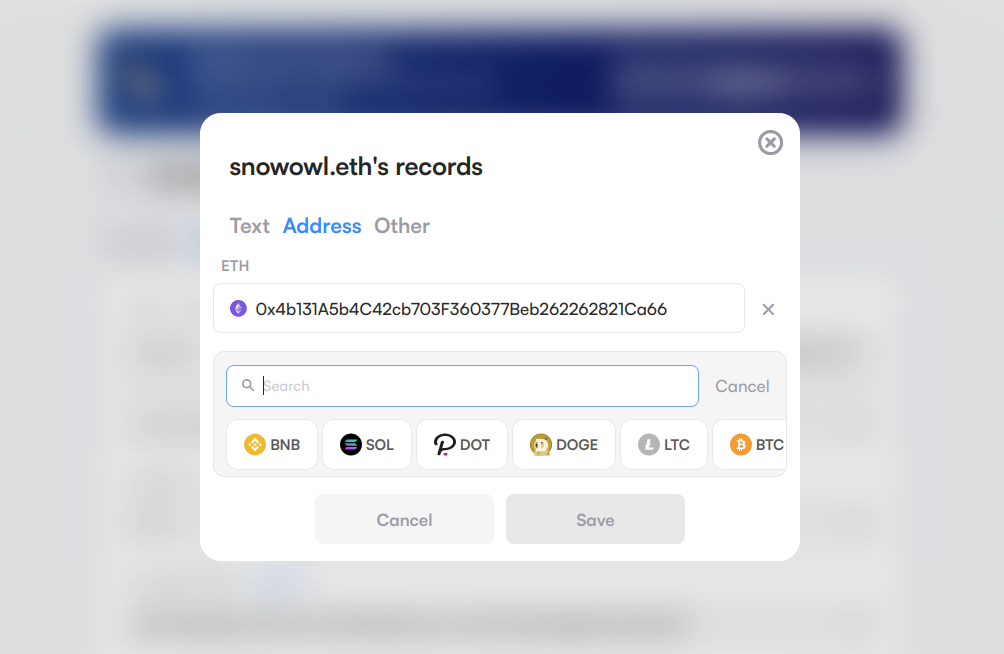 snowowl.eth's records
Text Address Other
ETH
0x4b131A5b4C42cb703F360377Beb262262821Ca66
Search Cancel
BNB SOL DOT DOGE LTC BTC
Cancel Save